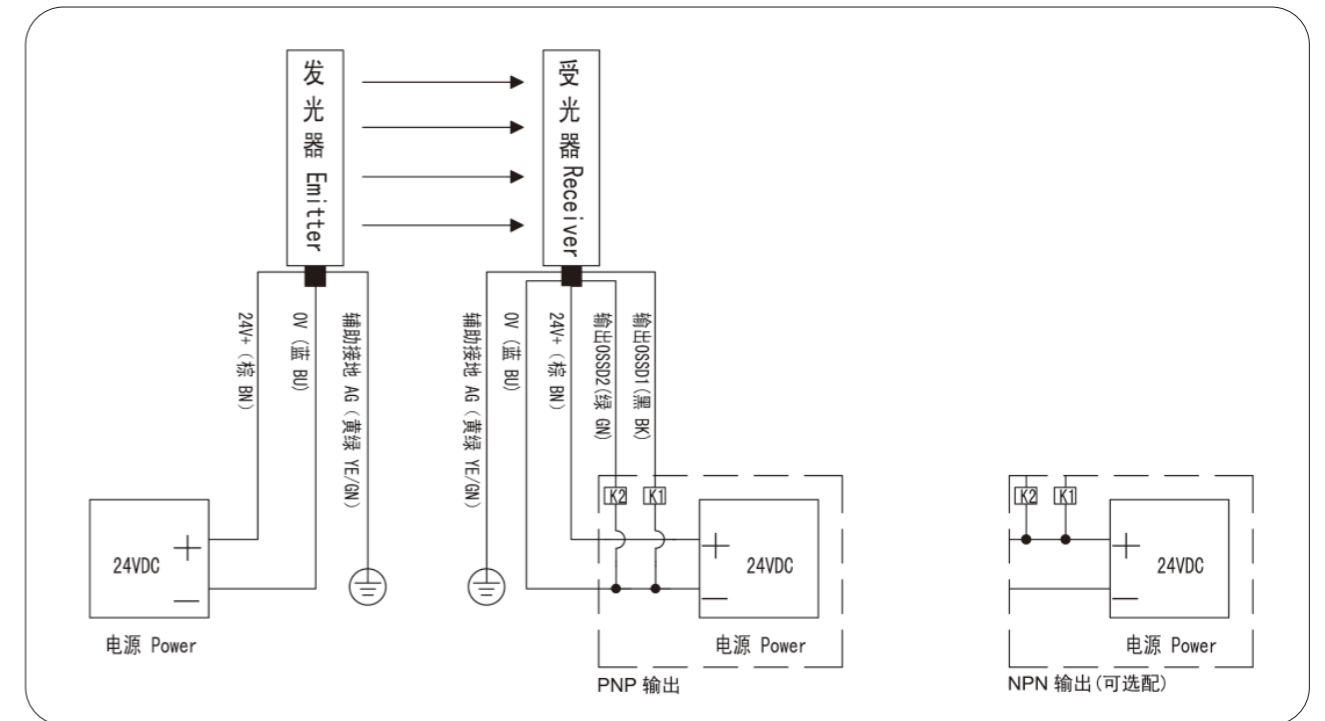 发光器 Emitter
受光器 Receiver
24V+（棕 BN）
0V（蓝 BU）
辅助接地 AG（黄绿 YE/GN）
辅助接地 AG（黄绿 YE/GN）
0V（蓝 BU）
24V+（棕 BN）
输出OSSD2(绿 GN)
输出OSSD1(黑 BK)
K2
K1
K2
K1
+
24VDC
—
+
24VDC
—
+
24VDC
—
电源 Power
电源 Power
电源 Power
PNP 输出
NPN 输出(可选配)